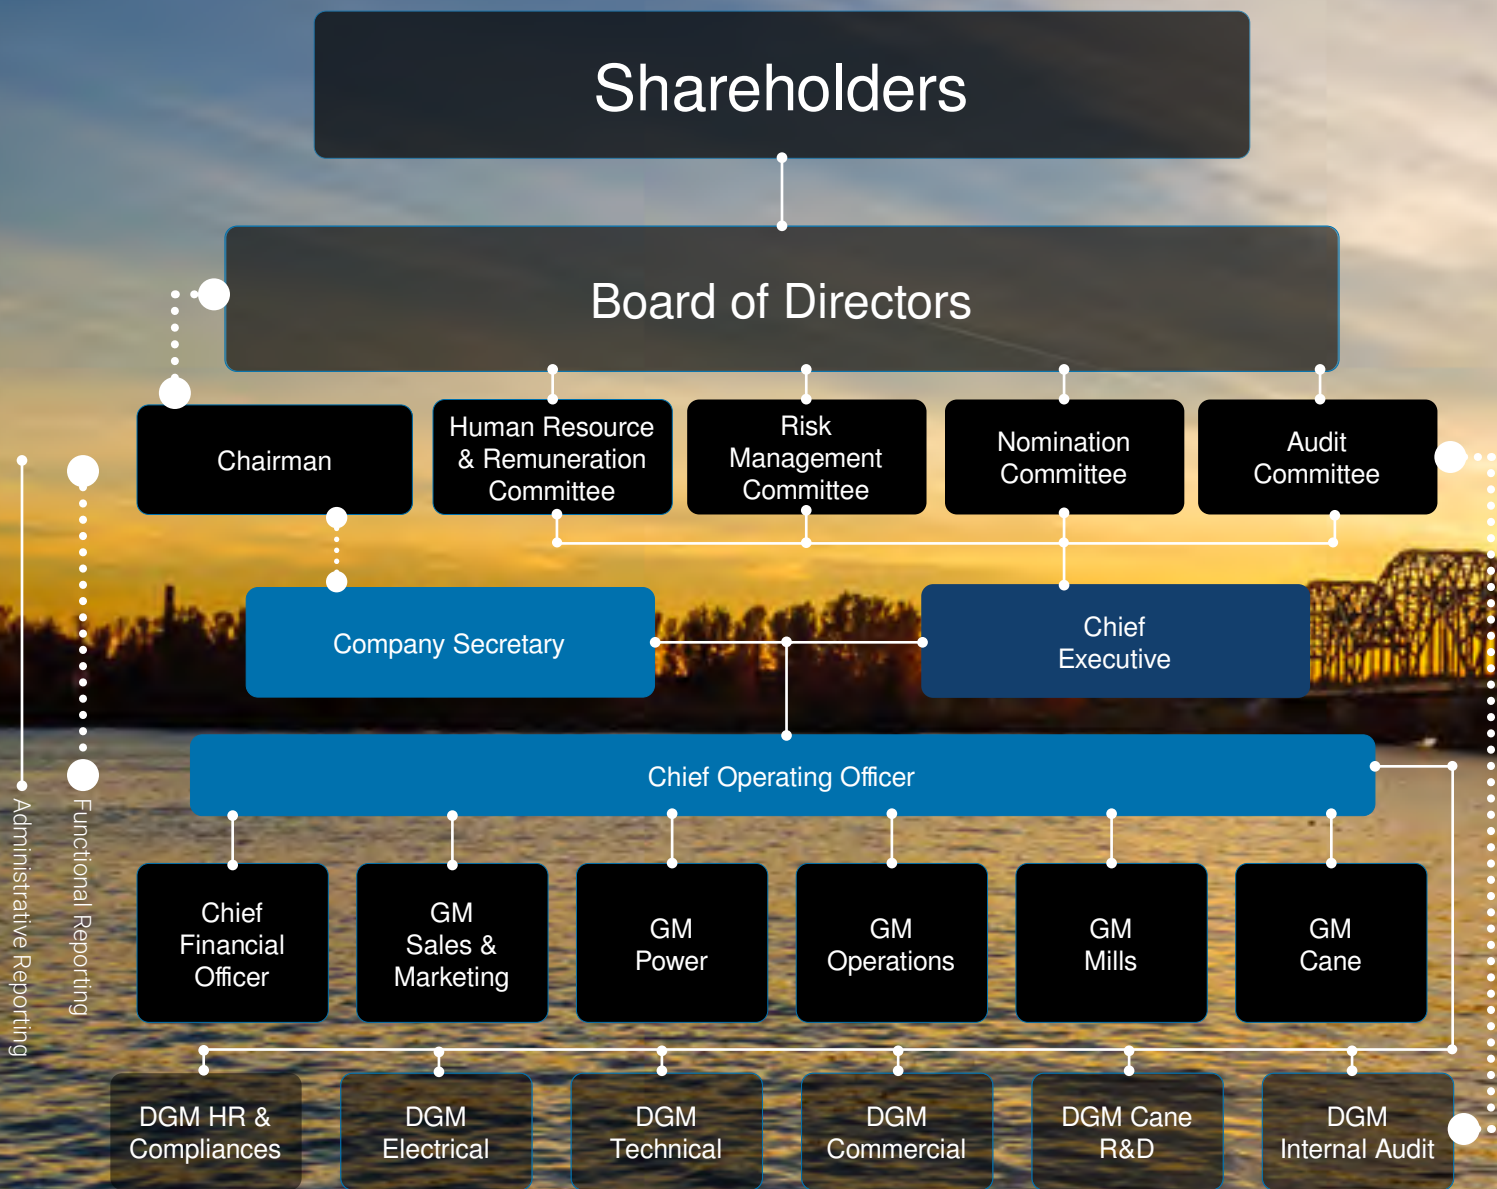 Shareholders
Board of Directors
Chairman
Human Resource
& Remuneration
Committee
Risk
Management
Committee
Nomination
Committee
Audit
Committee
Company Secretary
Chief
Executive
Chief Operating Officer
Chief
Financial
Officer
GM
Sales &
Marketing
GM
Power
GM
Operations
GM
Mills
GM
Cane
DGM HR &
Compliances
DGM
Electrical
DGM
Technical
DGM
Commercial
DGM Cane
R&D
DGM
Internal Audit
Administrative Reporting
Functional Reporting